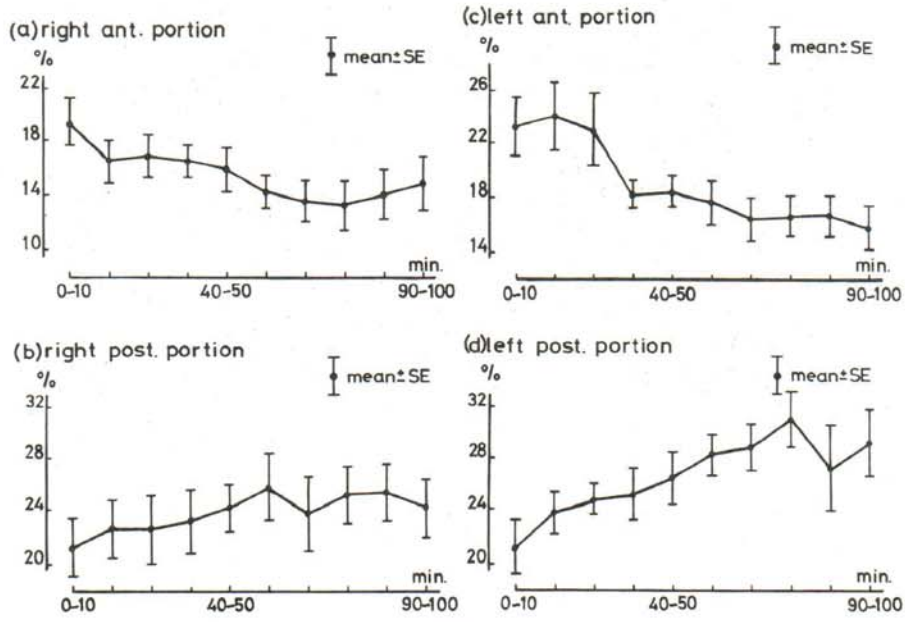 (a) right ant. portion
%
mean±SE
22
18
14
10
min.
0-10 40-50 90-100
(c) left ant. portion
%
mean±SE
26
22
18
14
min.
0-10 40-50 90-100
(b) right post. portion
%
mean±SE
32
28
24
20
min.
0-10 40-50 90-100
(d) left post. portion
%
mean±SE
32
28
24
20
min.
0-10 40-50 90-100